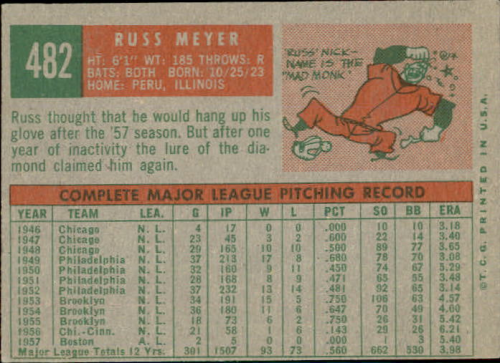 482
RUSS MEYER
HT: 6'1" WT: 185 THROWS: R
BATS: BOTH BORN: 10/25/23
HOME: PERU, ILLINOIS
Russ thought that he would hang up his
glove after the '57 season. But after one
year of inactivity the lure of the dia-
mond claimed him again.
"RUSS' NICK-
NAME IS THE
"MAD MONK"
COMPLETE MAJOR LEAGUE PITCHING RECORD
YEAR TEAM LEA. G IP W L PCT SO BB ERA
1946 Chicago N. L. 4 17 0 0 .000 10 10 3.18
1947 Chicago N. L. 23 45 3 2 .600 22 14 3.40
1948 Chicago N. L. 29 165 10 10 .500 89 77 3.65
1949 Philadelphia N. L. 37 213 17 8 .680 78 70 3.08
1950 Philadelphia N. L. 32 160 9 11 .450 74 67 5.29
1951 Philadelphia N. L. 28 168 8 9 .471 65 55 3.48
1952 Philadelphia N. L. 37 232 13 14 .481 92 65 3.14
1953 Brooklyn N. L. 34 191 15 5 .750 106 63 4.57
1954 Brooklyn N. L. 36 180 11 6 .647 70 49 3.99
1955 Brooklyn N. L. 18 73 6 2 .750 26 31 5.42
1956 Chi.-Cinn. N. L. 21 58 1 6 .143 29 26 6.21
1957 Boston A. L. 2 5 0 0 .000 1 3 5.40
Major League Totals 12 Yrs. 301 1507 93 73 .560 662 530 3.98
© T.C.G. PRINTED IN U.S.A.